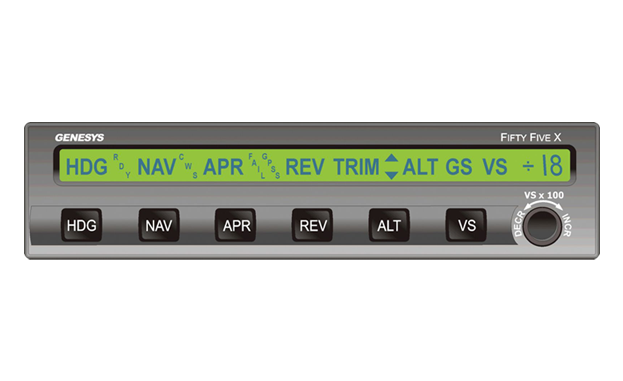 GENESYS FIFTY FIVE X
HDG RDY NAV CWS APR FAIL GPSS REV TRIM ALT GS VS ÷ 18
VS x 100
HDG NAV APR REV ALT VS DECR INCR